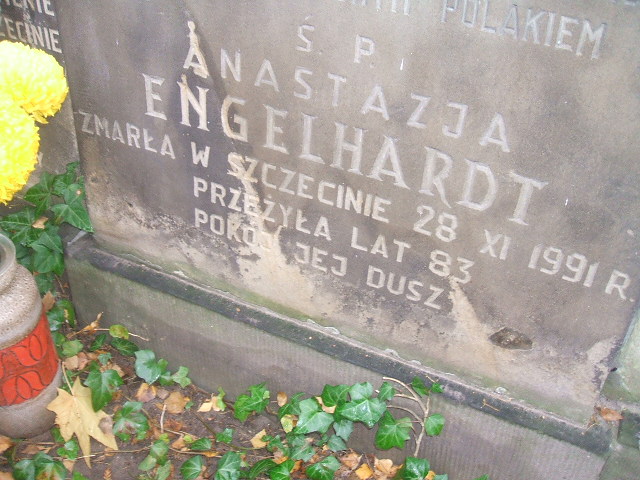 POLAKIEM
Ś. P.
ANASTAZJA
ENGELHARDT
ZMARŁA W SZCZECINIE 28 XI 1991 R.
PRZEŻYŁA LAT 83
POKÓJ JEJ DUSZ